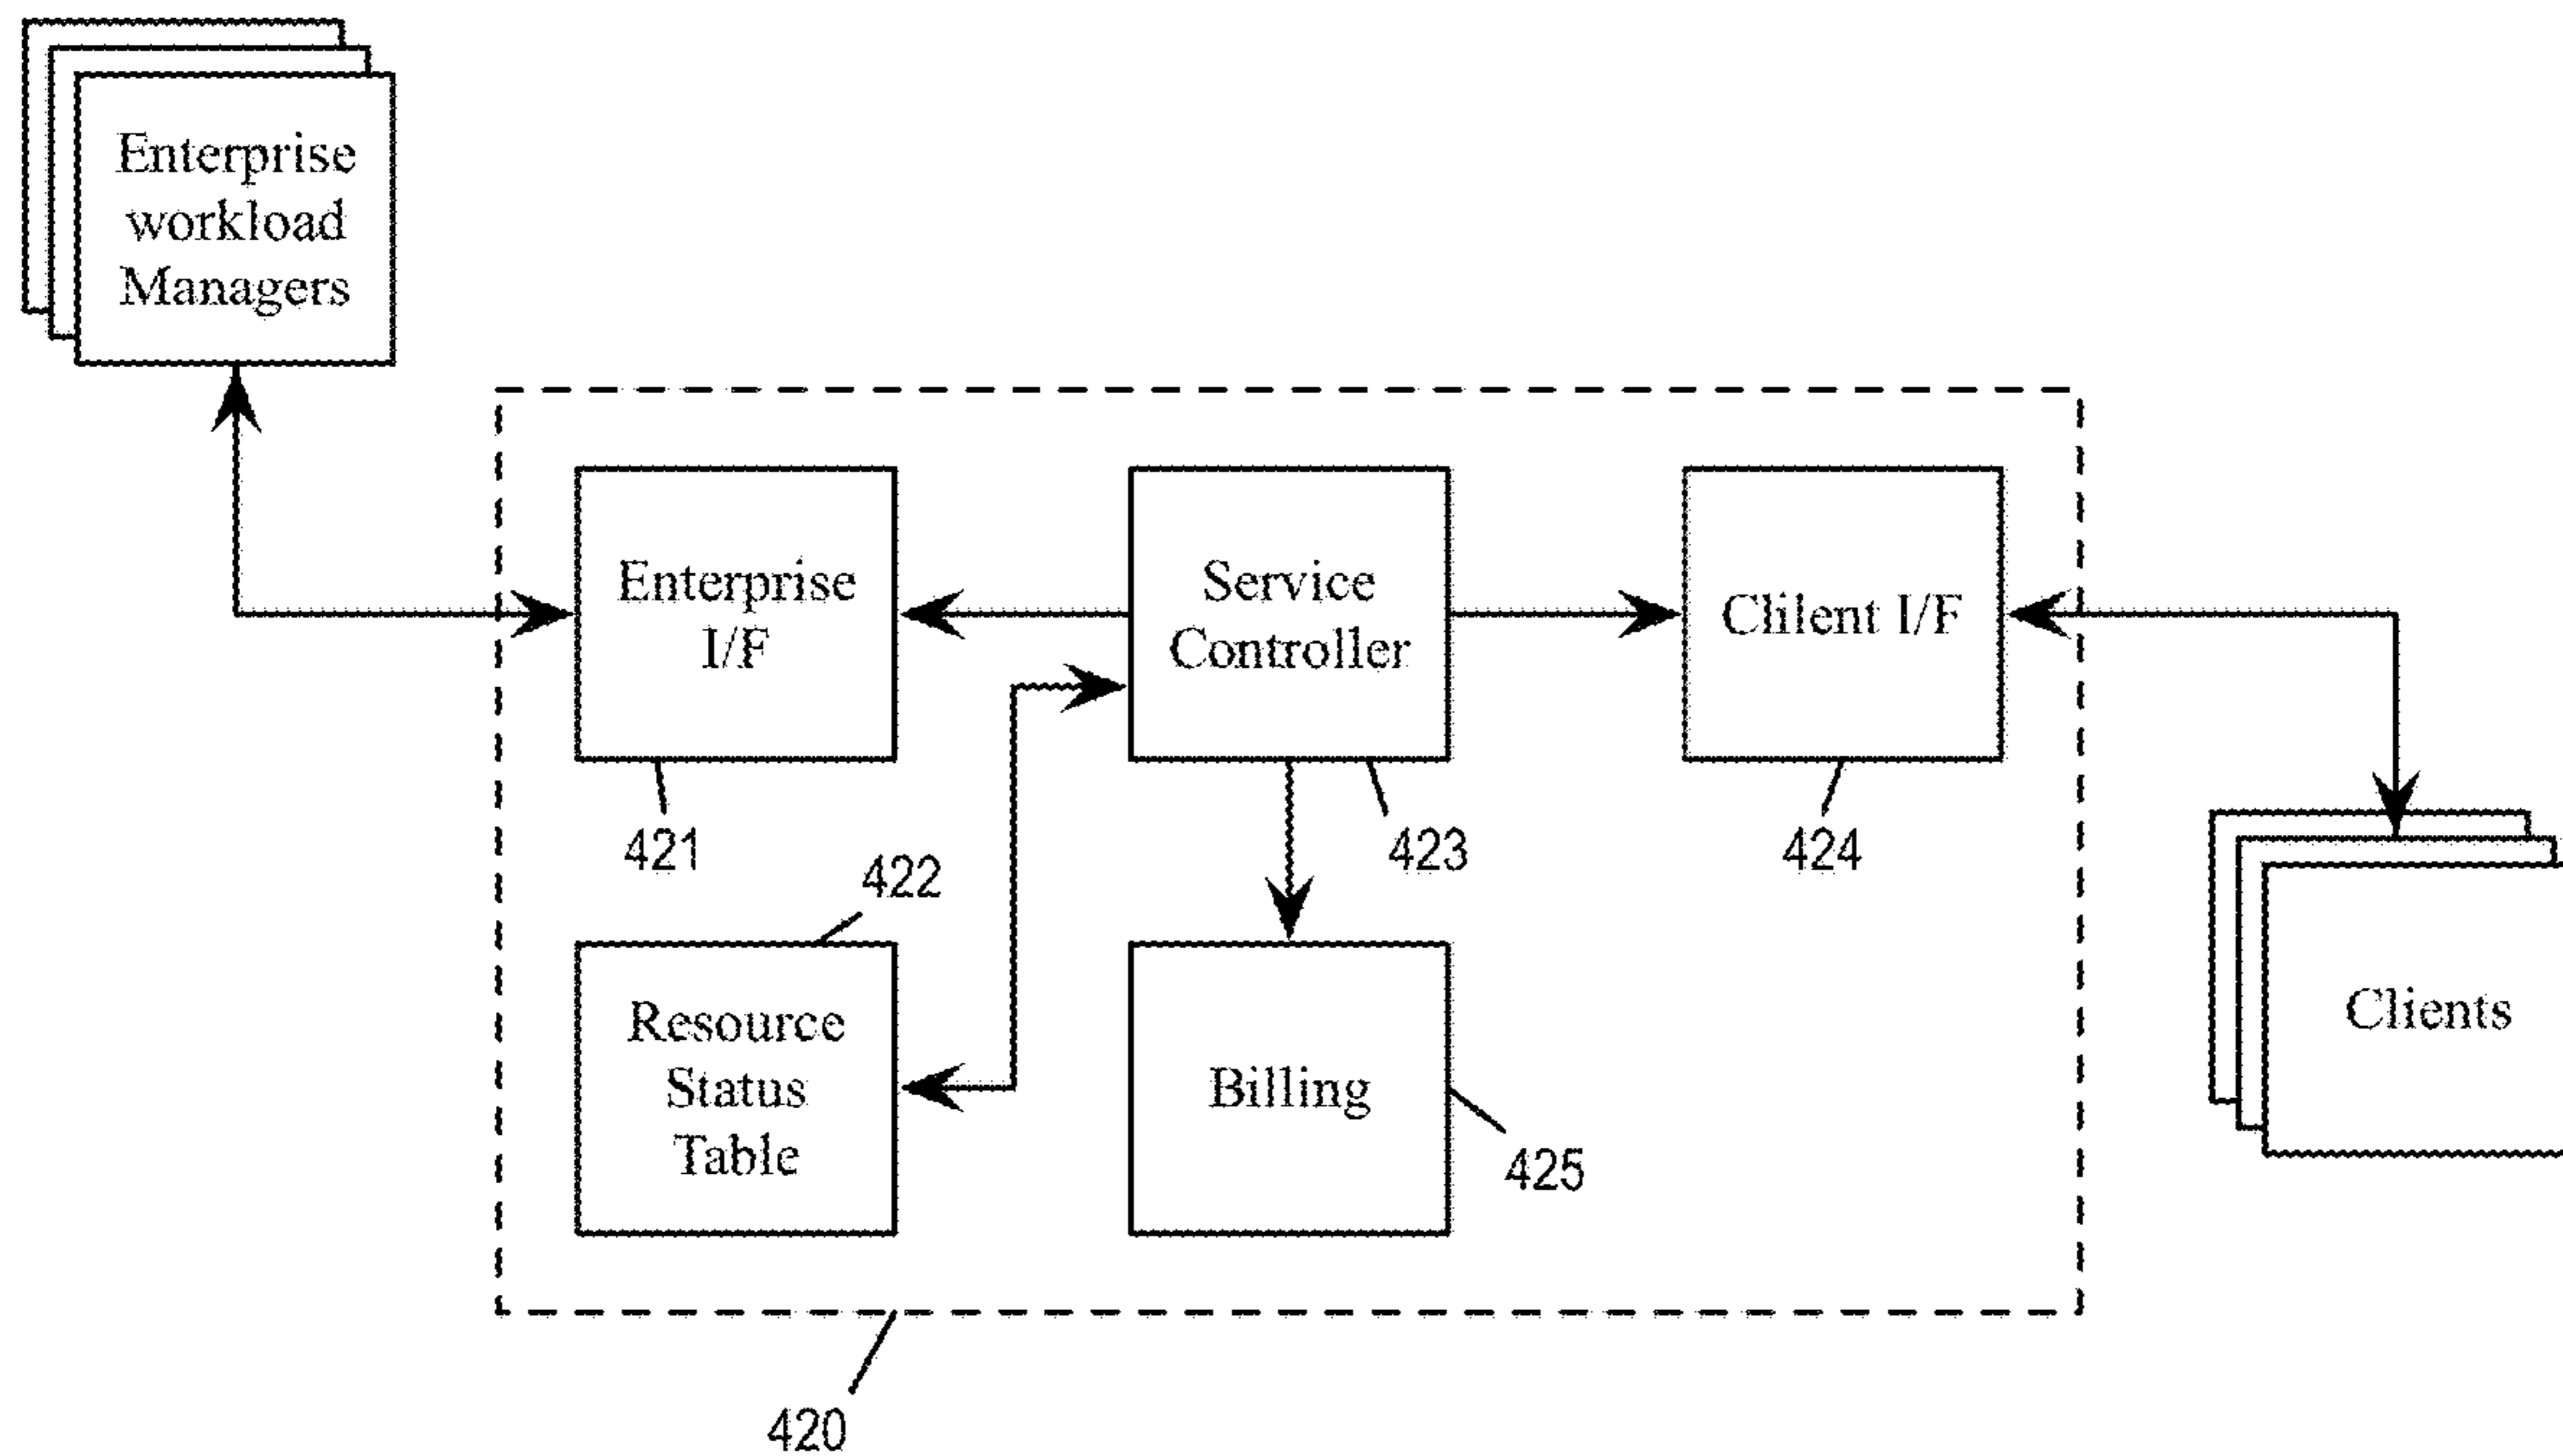 Enterprise
workload
Managers
Enterprise
I/F
Service
Controller
Clilent I/F
421
423
424
422
Resource
Status
Table
Billing
425
Clients
420